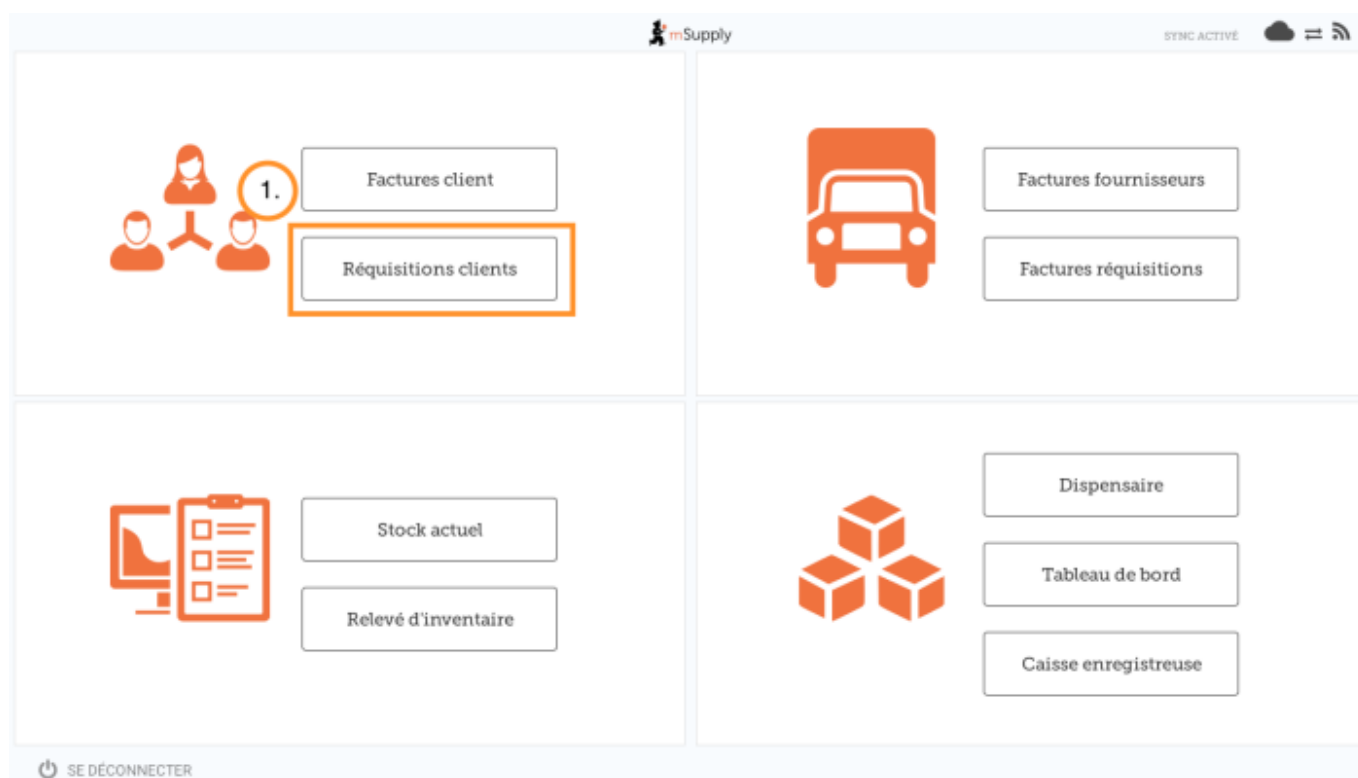 mSupply
SYNC ACTIVÉ
1.
Factures client
Réquisitions clients
Factures fournisseurs
Factures réquisitions
Stock actuel
Relevé d'inventaire
Dispensaire
Tableau de bord
Caisse enregistreuse
SE DÉCONNECTER